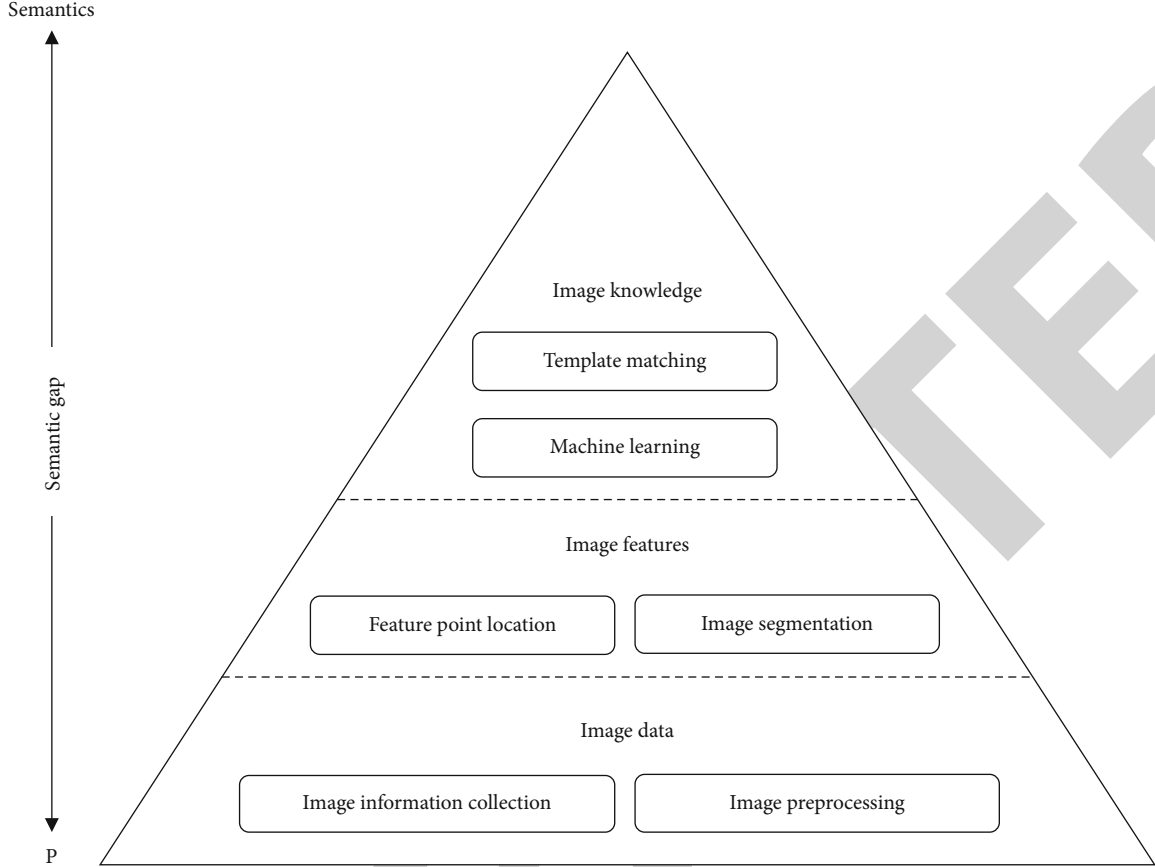 Semantics
Semantic gap
P
Image knowledge
Template matching
Machine learning
Image features
Feature point location
Image segmentation
Image data
Image information collection
Image preprocessing